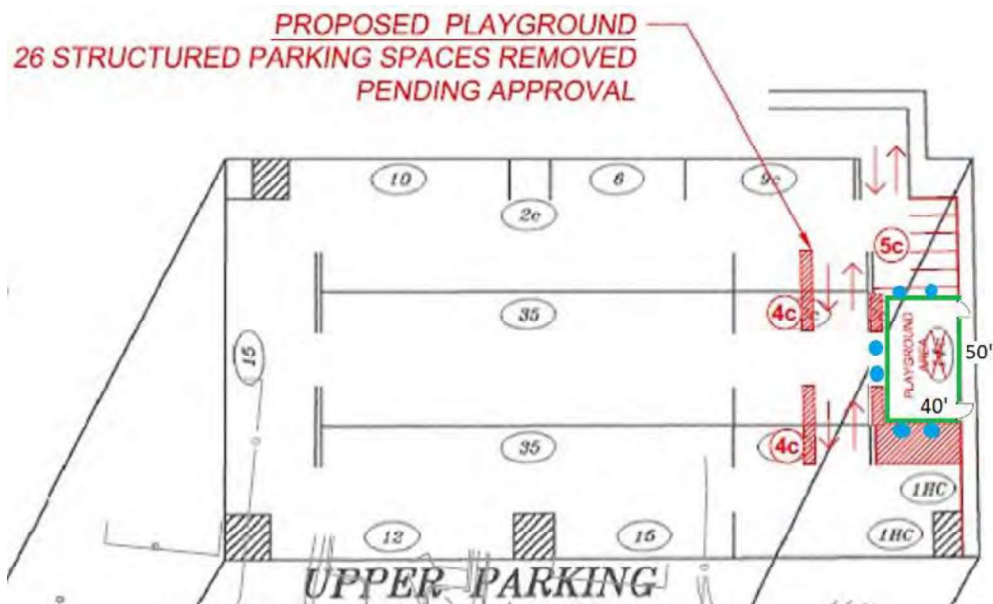 PROPOSED PLAYGROUND
26 STRUCTURED PARKING SPACES REMOVED
PENDING APPROVAL
10
6
9c
2c
5c
35
4c
15
PLAYGROUND
AREA
50'
40'
35
4c
1HC
12
15
1HC
UPPER PARKING